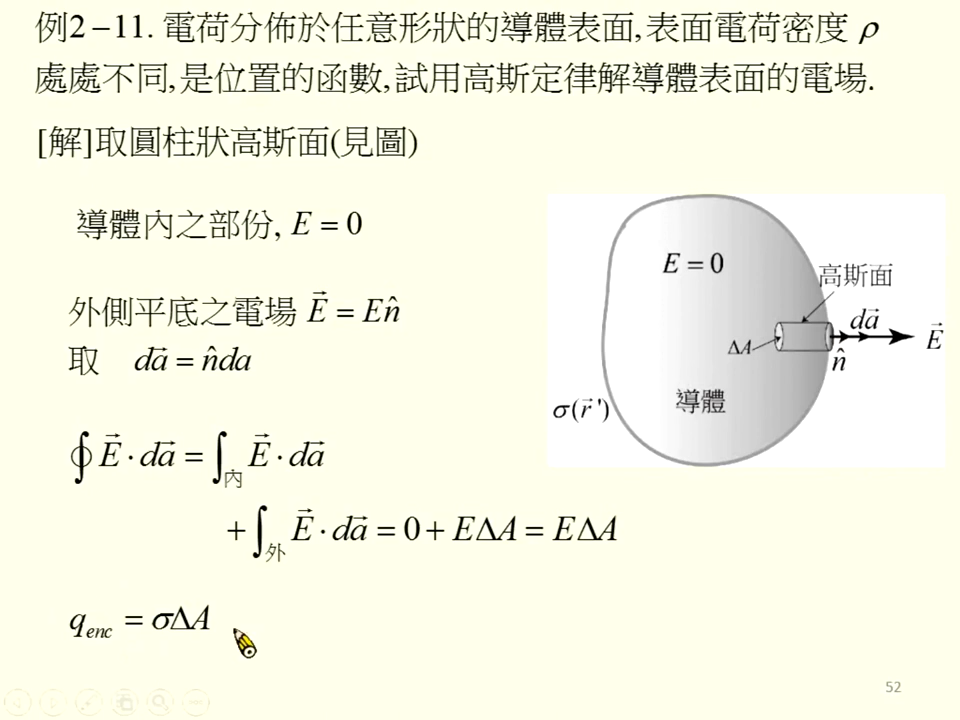 例2-11. 電荷分佈於任意形狀的導體表面,表面電荷密度 ρ
處處不同,是位置的函數,試用高斯定律解導體表面的電場.
[解]取圓柱狀高斯面(見圖)
導體內之部份, E = 0
外側平底之電場 E⃗ = En̂
取 da⃗ = n̂da
∮E⃗·da⃗ = ∫內 E⃗·da⃗
+∫外 E⃗·da⃗ = 0 + EΔA = EΔA
q_enc = σΔA
E = 0
高斯面
da⃗
E⃗
ΔA
n̂
導體
σ(r⃗')
52